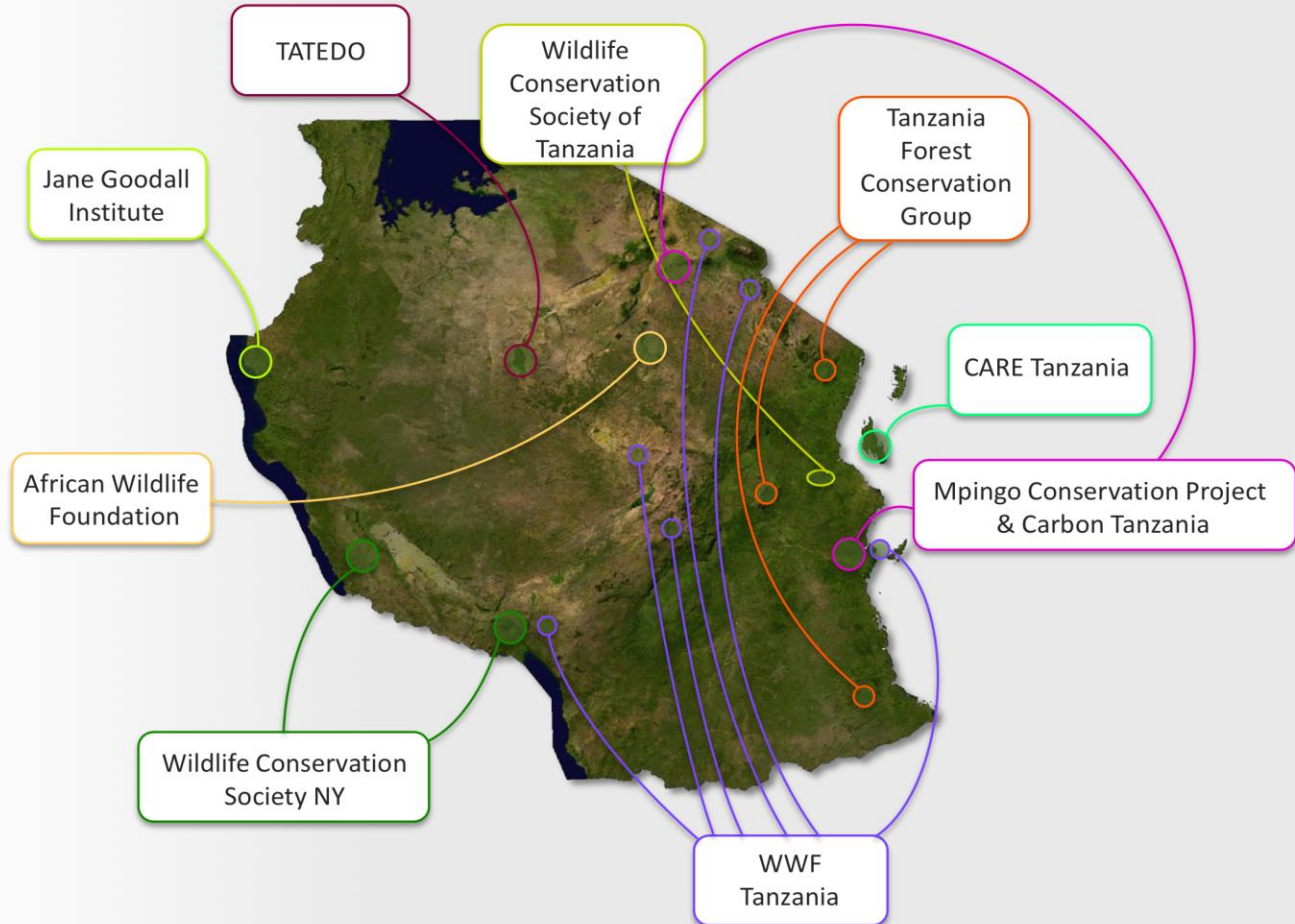 TATEDO
Wildlife
Conservation
Society of
Tanzania
Tanzania
Forest
Conservation
Group
Jane Goodall
Institute
CARE Tanzania
African Wildlife
Foundation
Mpingo Conservation Project
& Carbon Tanzania
Wildlife Conservation
Society NY
WWF
Tanzania